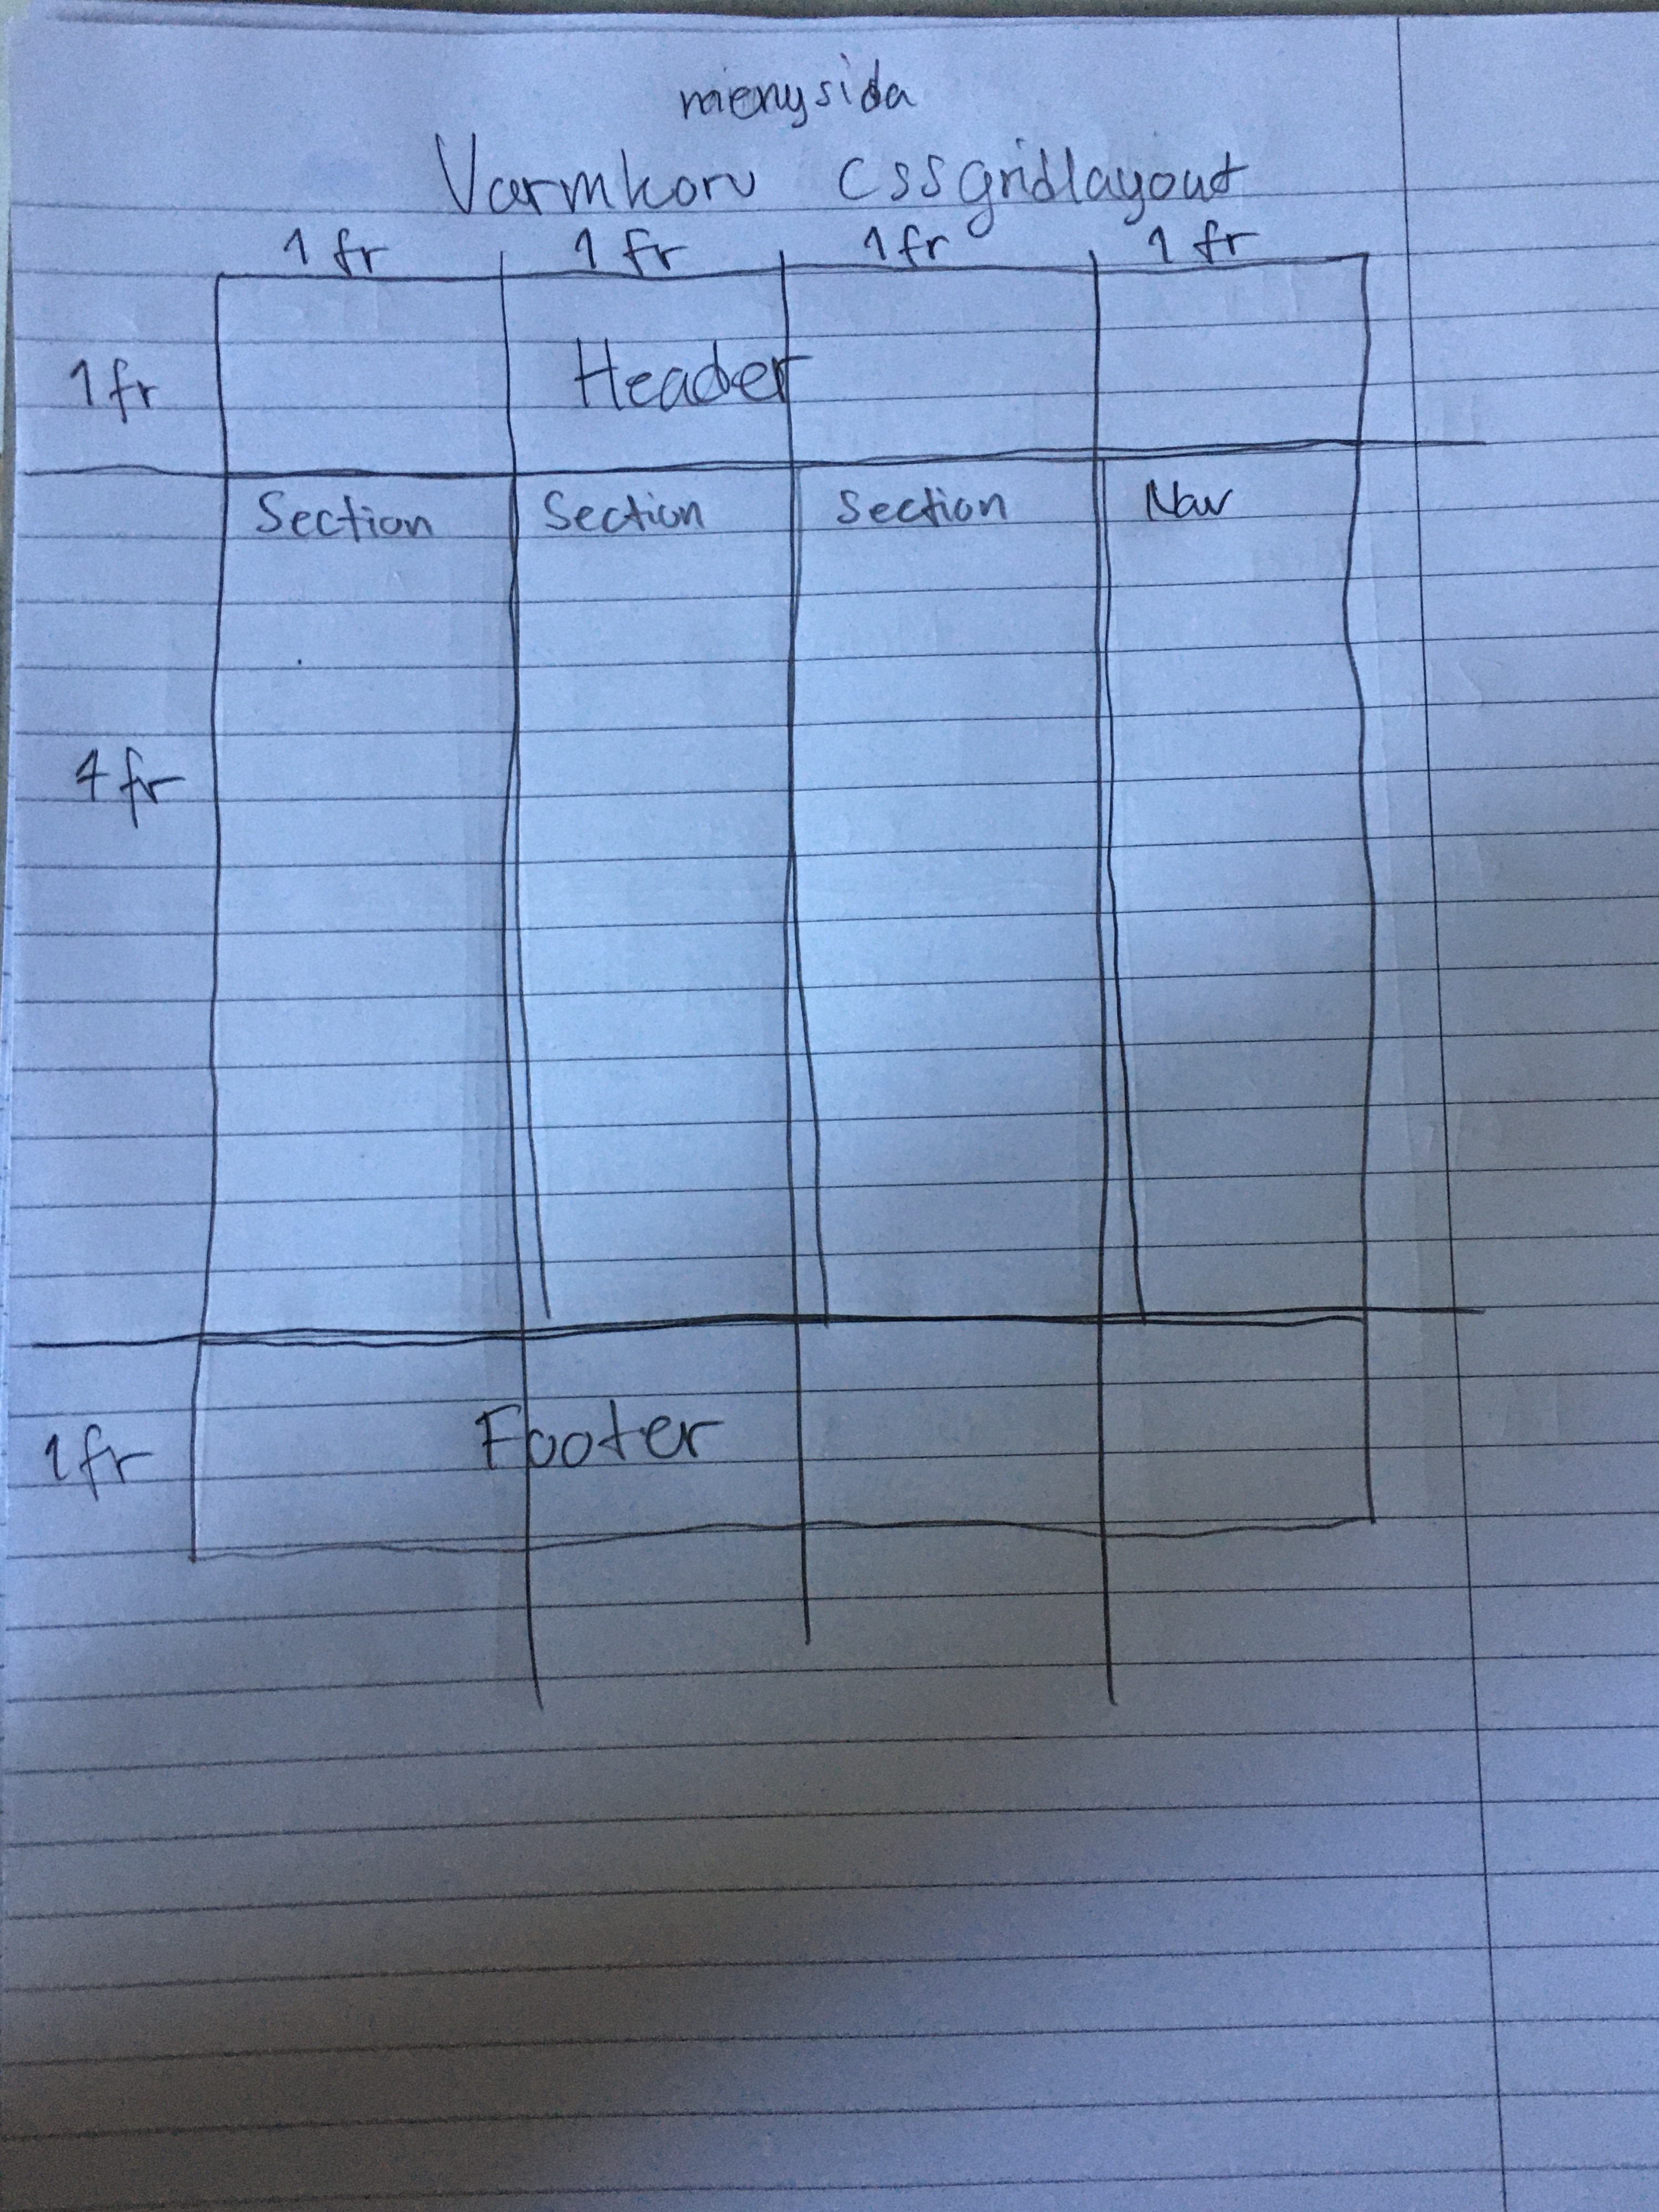 menysida
Varmkorv cssgridlayout
1 fr 1 fr 1 fr 1 fr
1 fr Header
Section Section Section Nav
4 fr
1 fr Footer